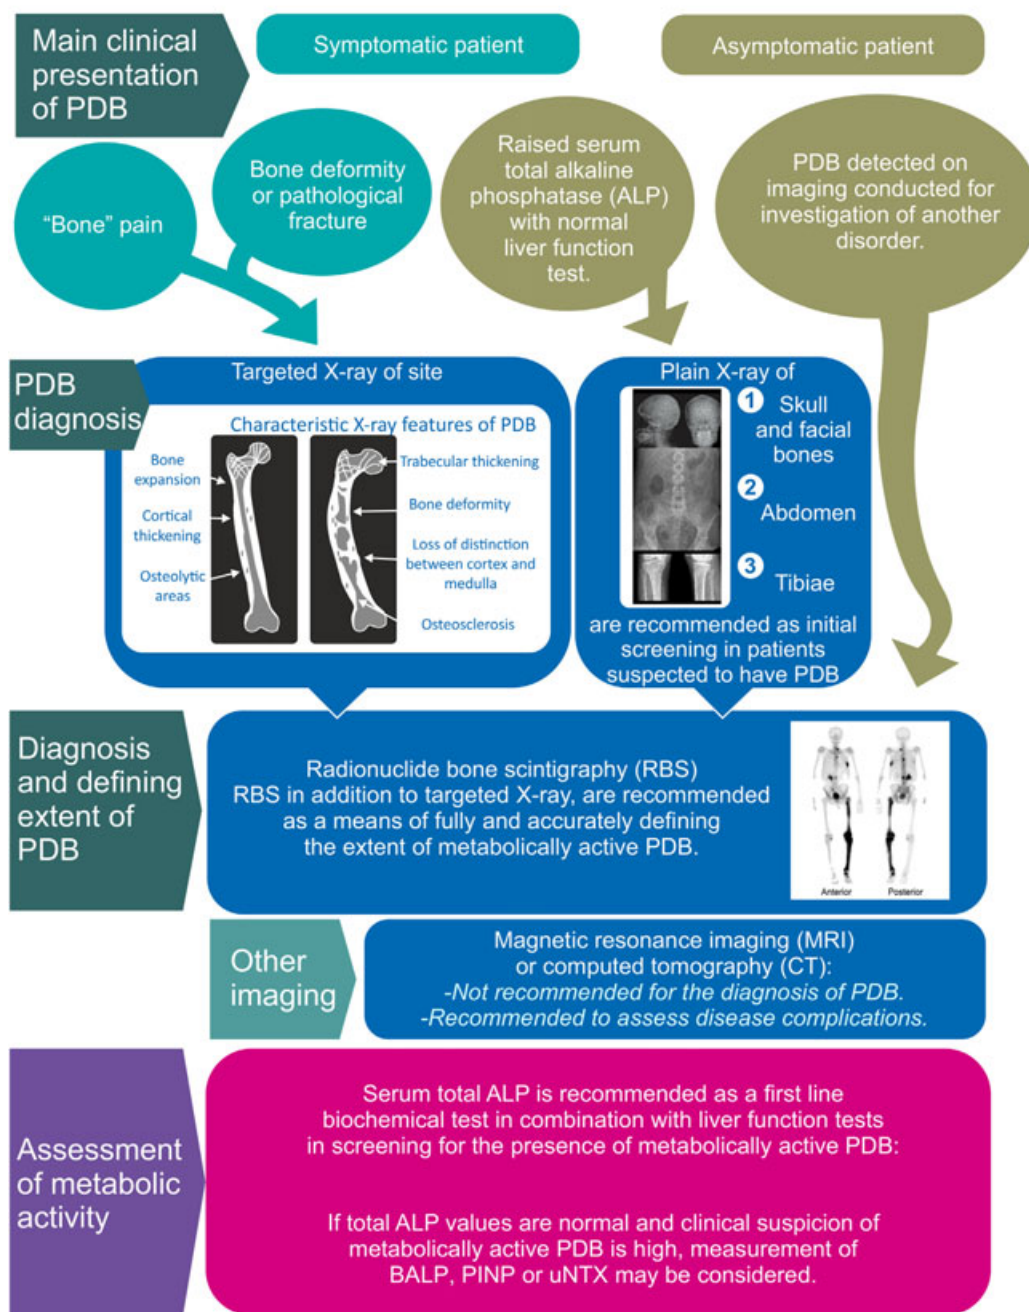 Main clinical
presentation
of PDB
Symptomatic patient
Asymptomatic patient
“Bone” pain
Bone deformity
or pathological
fracture
Raised serum
total alkaline
phosphatase (ALP)
with normal
liver function
test.
PDB detected on
imaging conducted for
investigation of another
disorder.
PDB
diagnosis
Targeted X-ray of site
Characteristic X-ray features of PDB
Bone
expansion
Cortical
thickening
Osteolytic
areas
Trabecular thickening
Bone deformity
Loss of distinction
between cortex and
medulla
Osteosclerosis
Plain X-ray of
1 Skull
and facial
bones
2
Abdomen
3
Tibiae
are recommended as initial
screening in patients
suspected to have PDB
Diagnosis
and defining
extent of
PDB
Radionuclide bone scintigraphy (RBS)
RBS in addition to targeted X-ray, are recommended
as a means of fully and accurately defining
the extent of metabolically active PDB.
Anterior Posterior
Other
imaging
Magnetic resonance imaging (MRI)
or computed tomography (CT):
-Not recommended for the diagnosis of PDB.
-Recommended to assess disease complications.
Assessment
of metabolic
activity
Serum total ALP is recommended as a first line
biochemical test in combination with liver function tests
in screening for the presence of metabolically active PDB:
If total ALP values are normal and clinical suspicion of
metabolically active PDB is high, measurement of
BALP, PINP or uNTX may be considered.